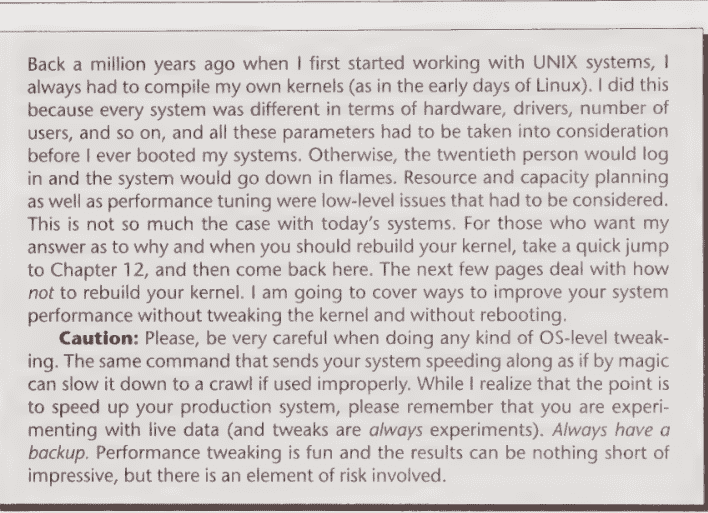 Back a million years ago when I first started working with UNIX systems, I
always had to compile my own kernels (as in the early days of Linux). I did this
because every system was different in terms of hardware, drivers, number of
users, and so on, and all these parameters had to be taken into consideration
before I ever booted my systems. Otherwise, the twentieth person would log
in and the system would go down in flames. Resource and capacity planning
as well as performance tuning were low-level issues that had to be considered.
This is not so much the case with today's systems. For those who want my
answer as to why and when you should rebuild your kernel, take a quick jump
to Chapter 12, and then come back here. The next few pages deal with how
not to rebuild your kernel. I am going to cover ways to improve your system
performance without tweaking the kernel and without rebooting.
Caution: Please, be very careful when doing any kind of OS-level tweak-
ing. The same command that sends your system speeding along as if by magic
can slow it down to a crawl if used improperly. While I realize that the point is
to speed up your production system, please remember that you are experi-
menting with live data (and tweaks are always experiments). Always have a
backup. Performance tweaking is fun and the results can be nothing short of
impressive, but there is an element of risk involved.